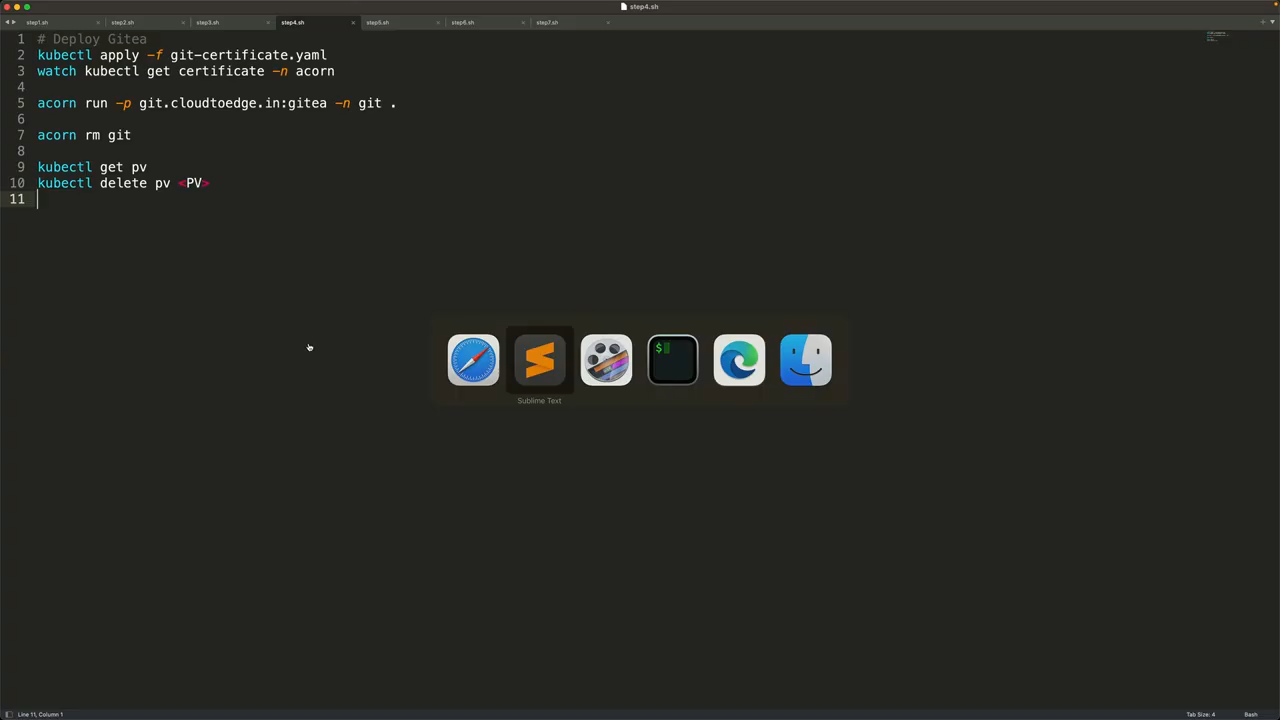 step4.sh
step1.sh
step2.sh
step3.sh
step4.sh
step5.sh
step6.sh
step7.sh
1 # Deploy Gitea
2 kubectl apply -f git-certificate.yaml
3 watch kubectl get certificate -n acorn
4
5 acorn run -p git.cloudtoedge.in:gitea -n git .
6
7 acorn rm git
8
9 kubectl get pv
10 kubectl delete pv <PV>
11
$
Sublime Text
Line 11, Column 1
Tab Size: 4
Bash